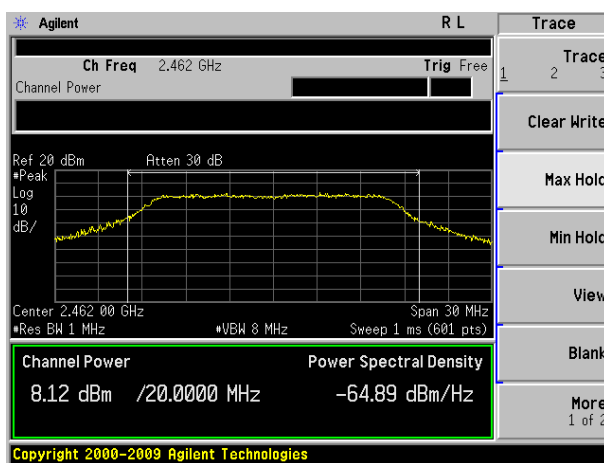 Agilent R L Trace
Ch Freq 2.462 GHz Trig Free
Channel Power
Trace
1 2 3
Clear Write
Max Hold
Min Hold
View
Blank
More
1 of 2
Ref 20 dBm Atten 30 dB
#Peak
Log
10
dB/
Center 2.462 00 GHz Span 30 MHz
#Res BW 1 MHz #VBW 8 MHz Sweep 1 ms (601 pts)
Channel Power Power Spectral Density
8.12 dBm /20.0000 MHz -64.89 dBm/Hz
Copyright 2000-2009 Agilent Technologies